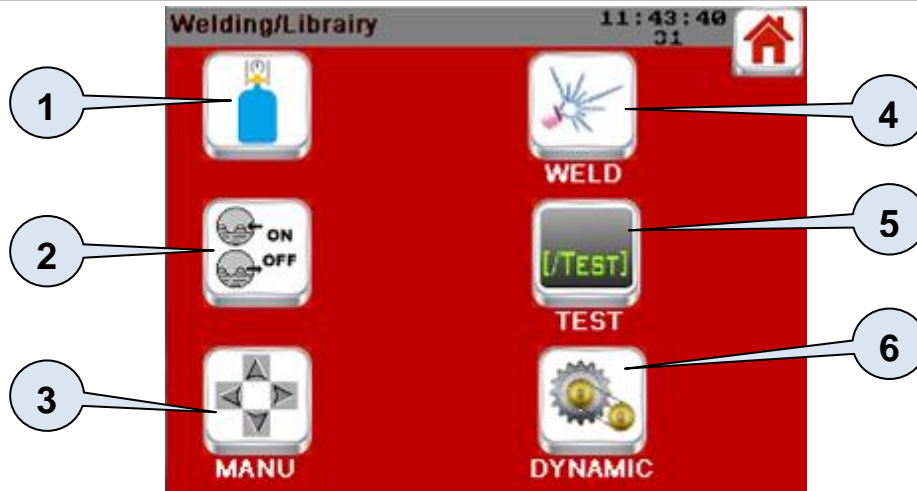 Welding/Librairy
11:43:40
31
1
4
WELD
2
ON
OFF
5
[/TEST]
TEST
3
6
MANU
DYNAMIC